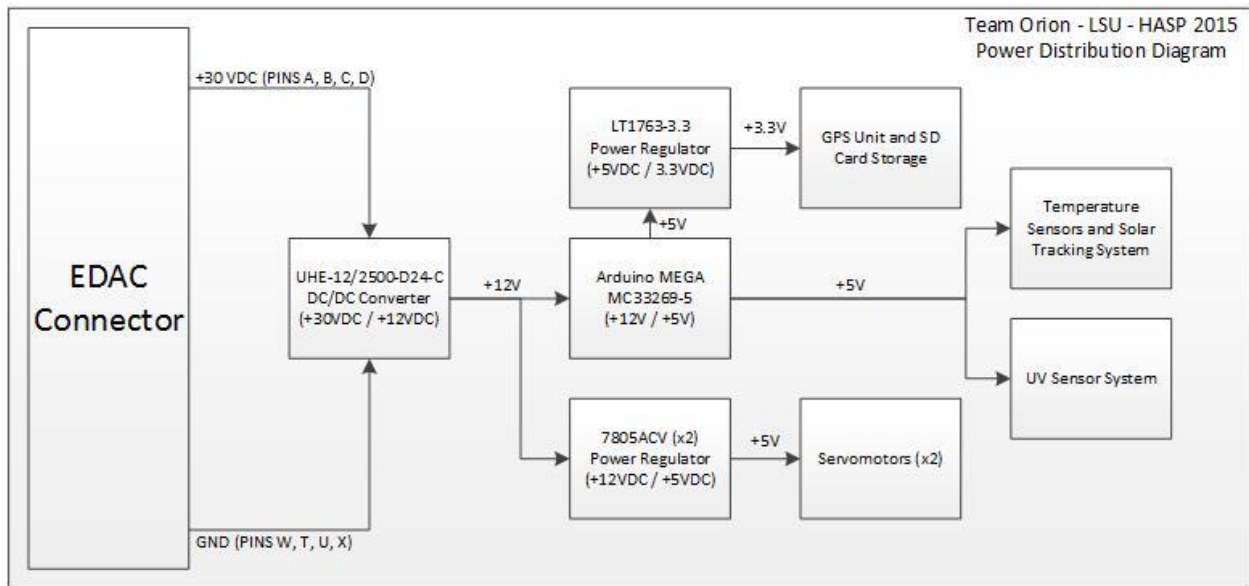 Team Orion - LSU - HASP 2015
Power Distribution Diagram
EDAC
Connector
+30 VDC (PINS A, B, C, D)
GND (PINS W, T, U, X)
UHE-12/2500-D24-C
DC/DC Converter
(+30VDC / +12VDC)
+12V
LT1763-3.3
Power Regulator
(+5VDC / 3.3VDC)
+3.3V
GPS Unit and SD
Card Storage
+5V
Arduino MEGA
MC33269-5
(+12V / +5V)
+5V
Temperature
Sensors and Solar
Tracking System
UV Sensor System
7805ACV (x2)
Power Regulator
(+12VDC / +5VDC)
+5V
Servomotors (x2)